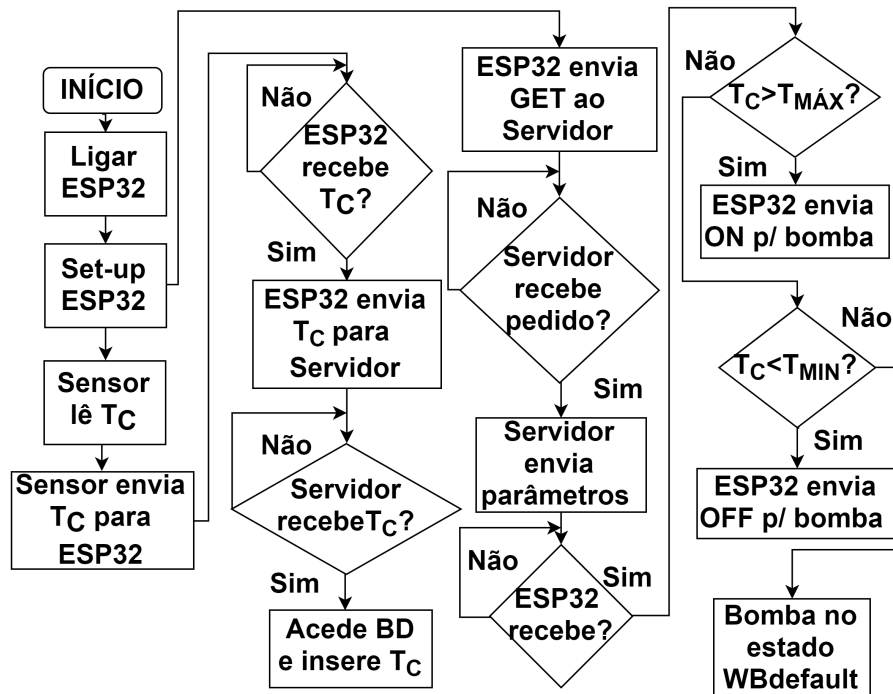 INÍCIO
Ligar
ESP32
Set-up
ESP32
Sensor
lê TC
Sensor envia
TC para
ESP32
Não
ESP32
recebe
TC?
Sim
ESP32 envia
TC para
Servidor
Não
Servidor
recebeTC?
Sim
Acede BD
e insere TC
ESP32 envia
GET ao
Servidor
Não
Servidor
recebe
pedido?
Sim
Servidor
envia
parâmetros
Não
Sim
ESP32
recebe?
Não
TC>TMÁX?
Sim
ESP32 envia
ON p/ bomba
Não
TC<TMIN?
Sim
ESP32 envia
OFF p/ bomba
Bomba no
estado
WBdefault